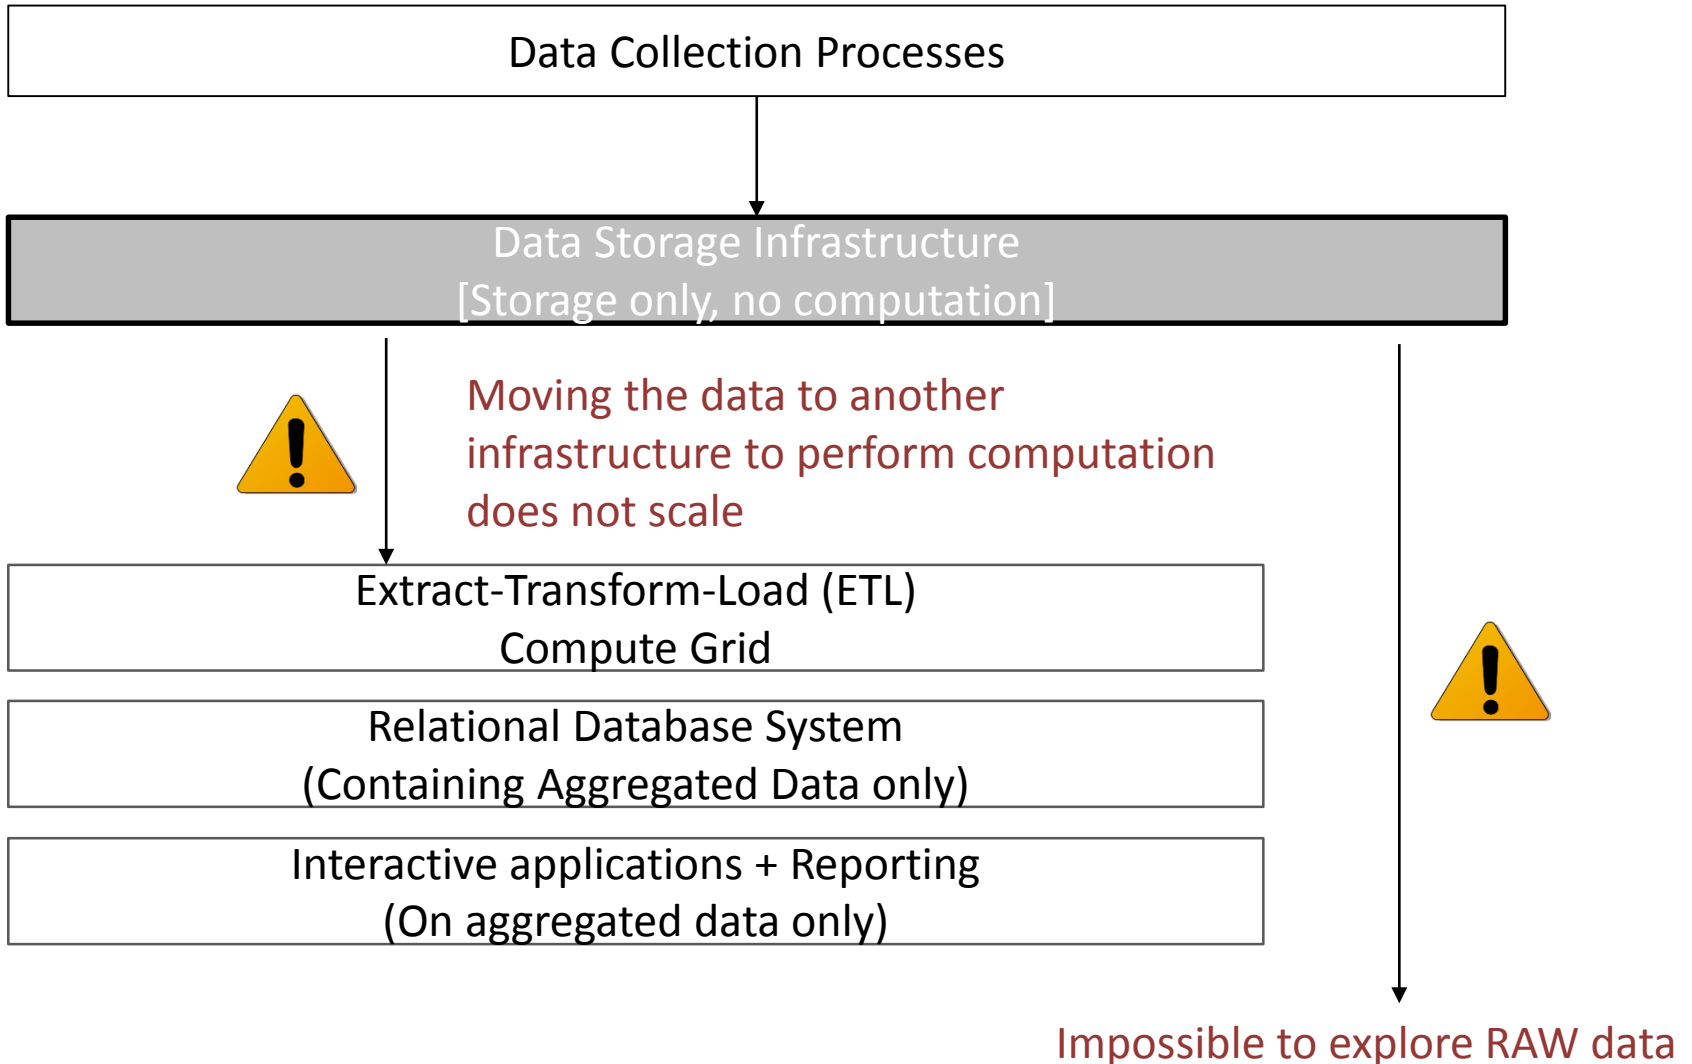 Data Collection Processes
Data Storage Infrastructure
[Storage only, no computation]
Moving the data to another
infrastructure to perform computation
does not scale
Extract-Transform-Load (ETL)
Compute Grid
Relational Database System
(Containing Aggregated Data only)
Interactive applications + Reporting
(On aggregated data only)
Impossible to explore RAW data